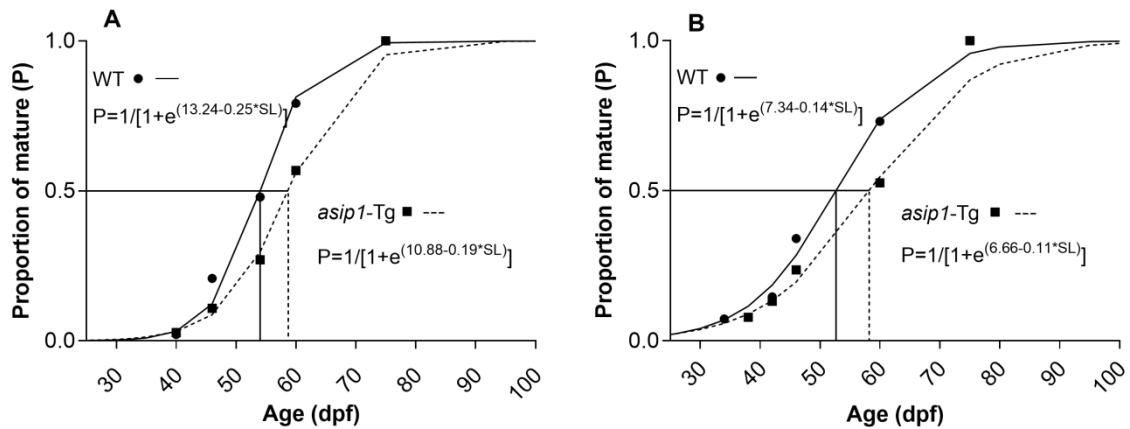 A
Proportion of mature (P)
1.0
0.5
0.0
WT ● —
P=1/[1+e^(13.24-0.25*SL)]
asip1-Tg ■ ---
P=1/[1+e^(10.88-0.19*SL)]
30 40 50 60 70 80 90 100
Age (dpf)
B
Proportion of mature (P)
1.0
0.5
0.0
WT ● —
P=1/[1+e^(7.34-0.14*SL)]
asip1-Tg ■ ---
P=1/[1+e^(6.66-0.11*SL)]
30 40 50 60 70 80 90 100
Age (dpf)